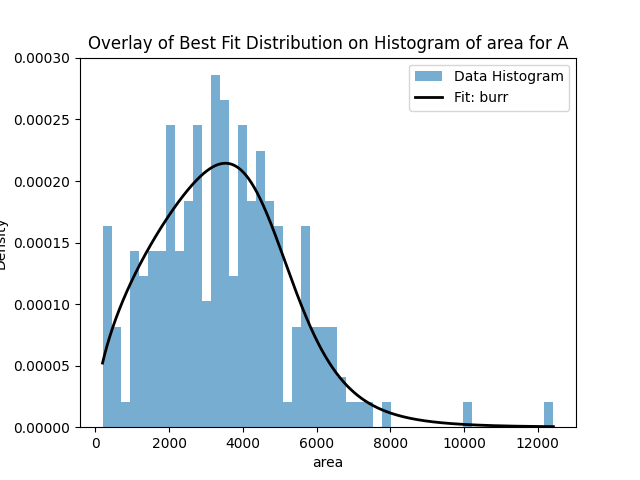 Overlay of Best Fit Distribution on Histogram of area for A
Data Histogram
Fit: burr
0.00030
0.00025
0.00020
0.00015
0.00010
0.00005
0.00000
Density
0 2000 4000 6000 8000 10000 12000
area